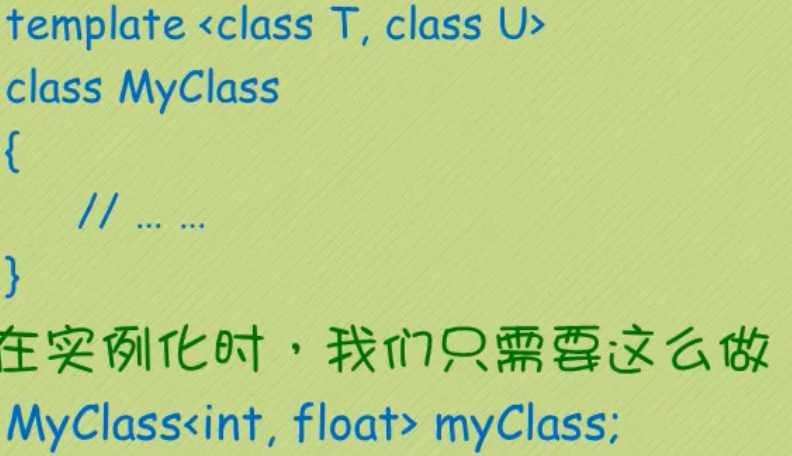 template <class T, class U>
class MyClass
{
// ... ...
}
在实例化时，我们只需要这么做
MyClass<int, float> myClass;